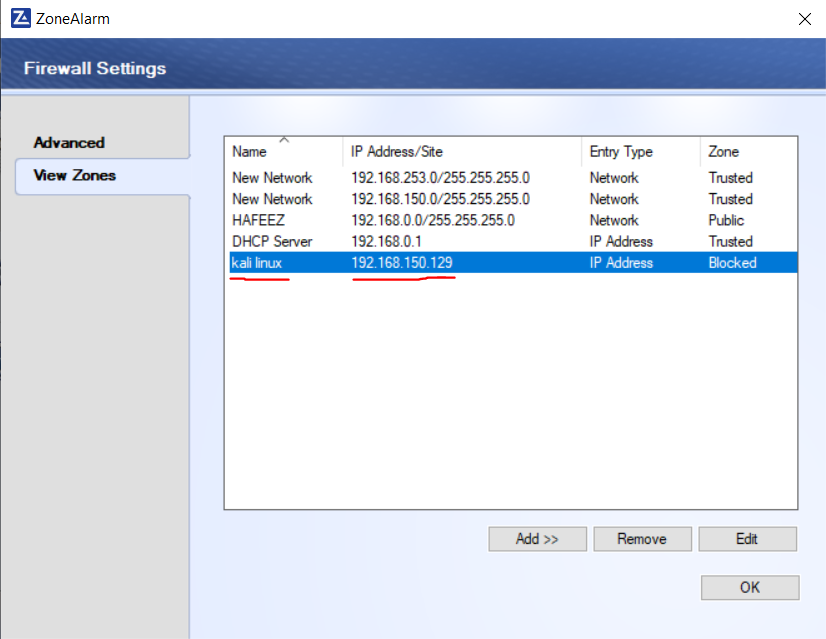 ZoneAlarm
Firewall Settings
Advanced
View Zones
Name IP Address/Site Entry Type Zone
New Network 192.168.253.0/255.255.255.0 Network Trusted
New Network 192.168.150.0/255.255.255.0 Network Trusted
HAFEEZ 192.168.0.0/255.255.255.0 Network Public
DHCP Server 192.168.0.1 IP Address Trusted
kali linux 192.168.150.129 IP Address Blocked
Add >> Remove Edit
OK